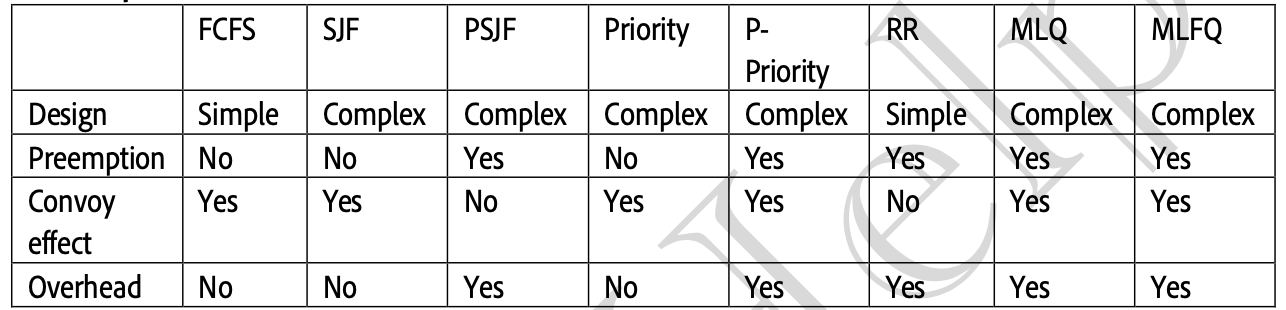 FCFS SJF PSJF Priority P- RR MLQ MLFQ
Priority
Design Simple Complex Complex Complex Complex Simple Complex Complex
Preemption No No Yes No Yes Yes Yes Yes
Convoy Yes Yes No Yes Yes No Yes Yes
effect
Overhead No No Yes No Yes Yes Yes Yes